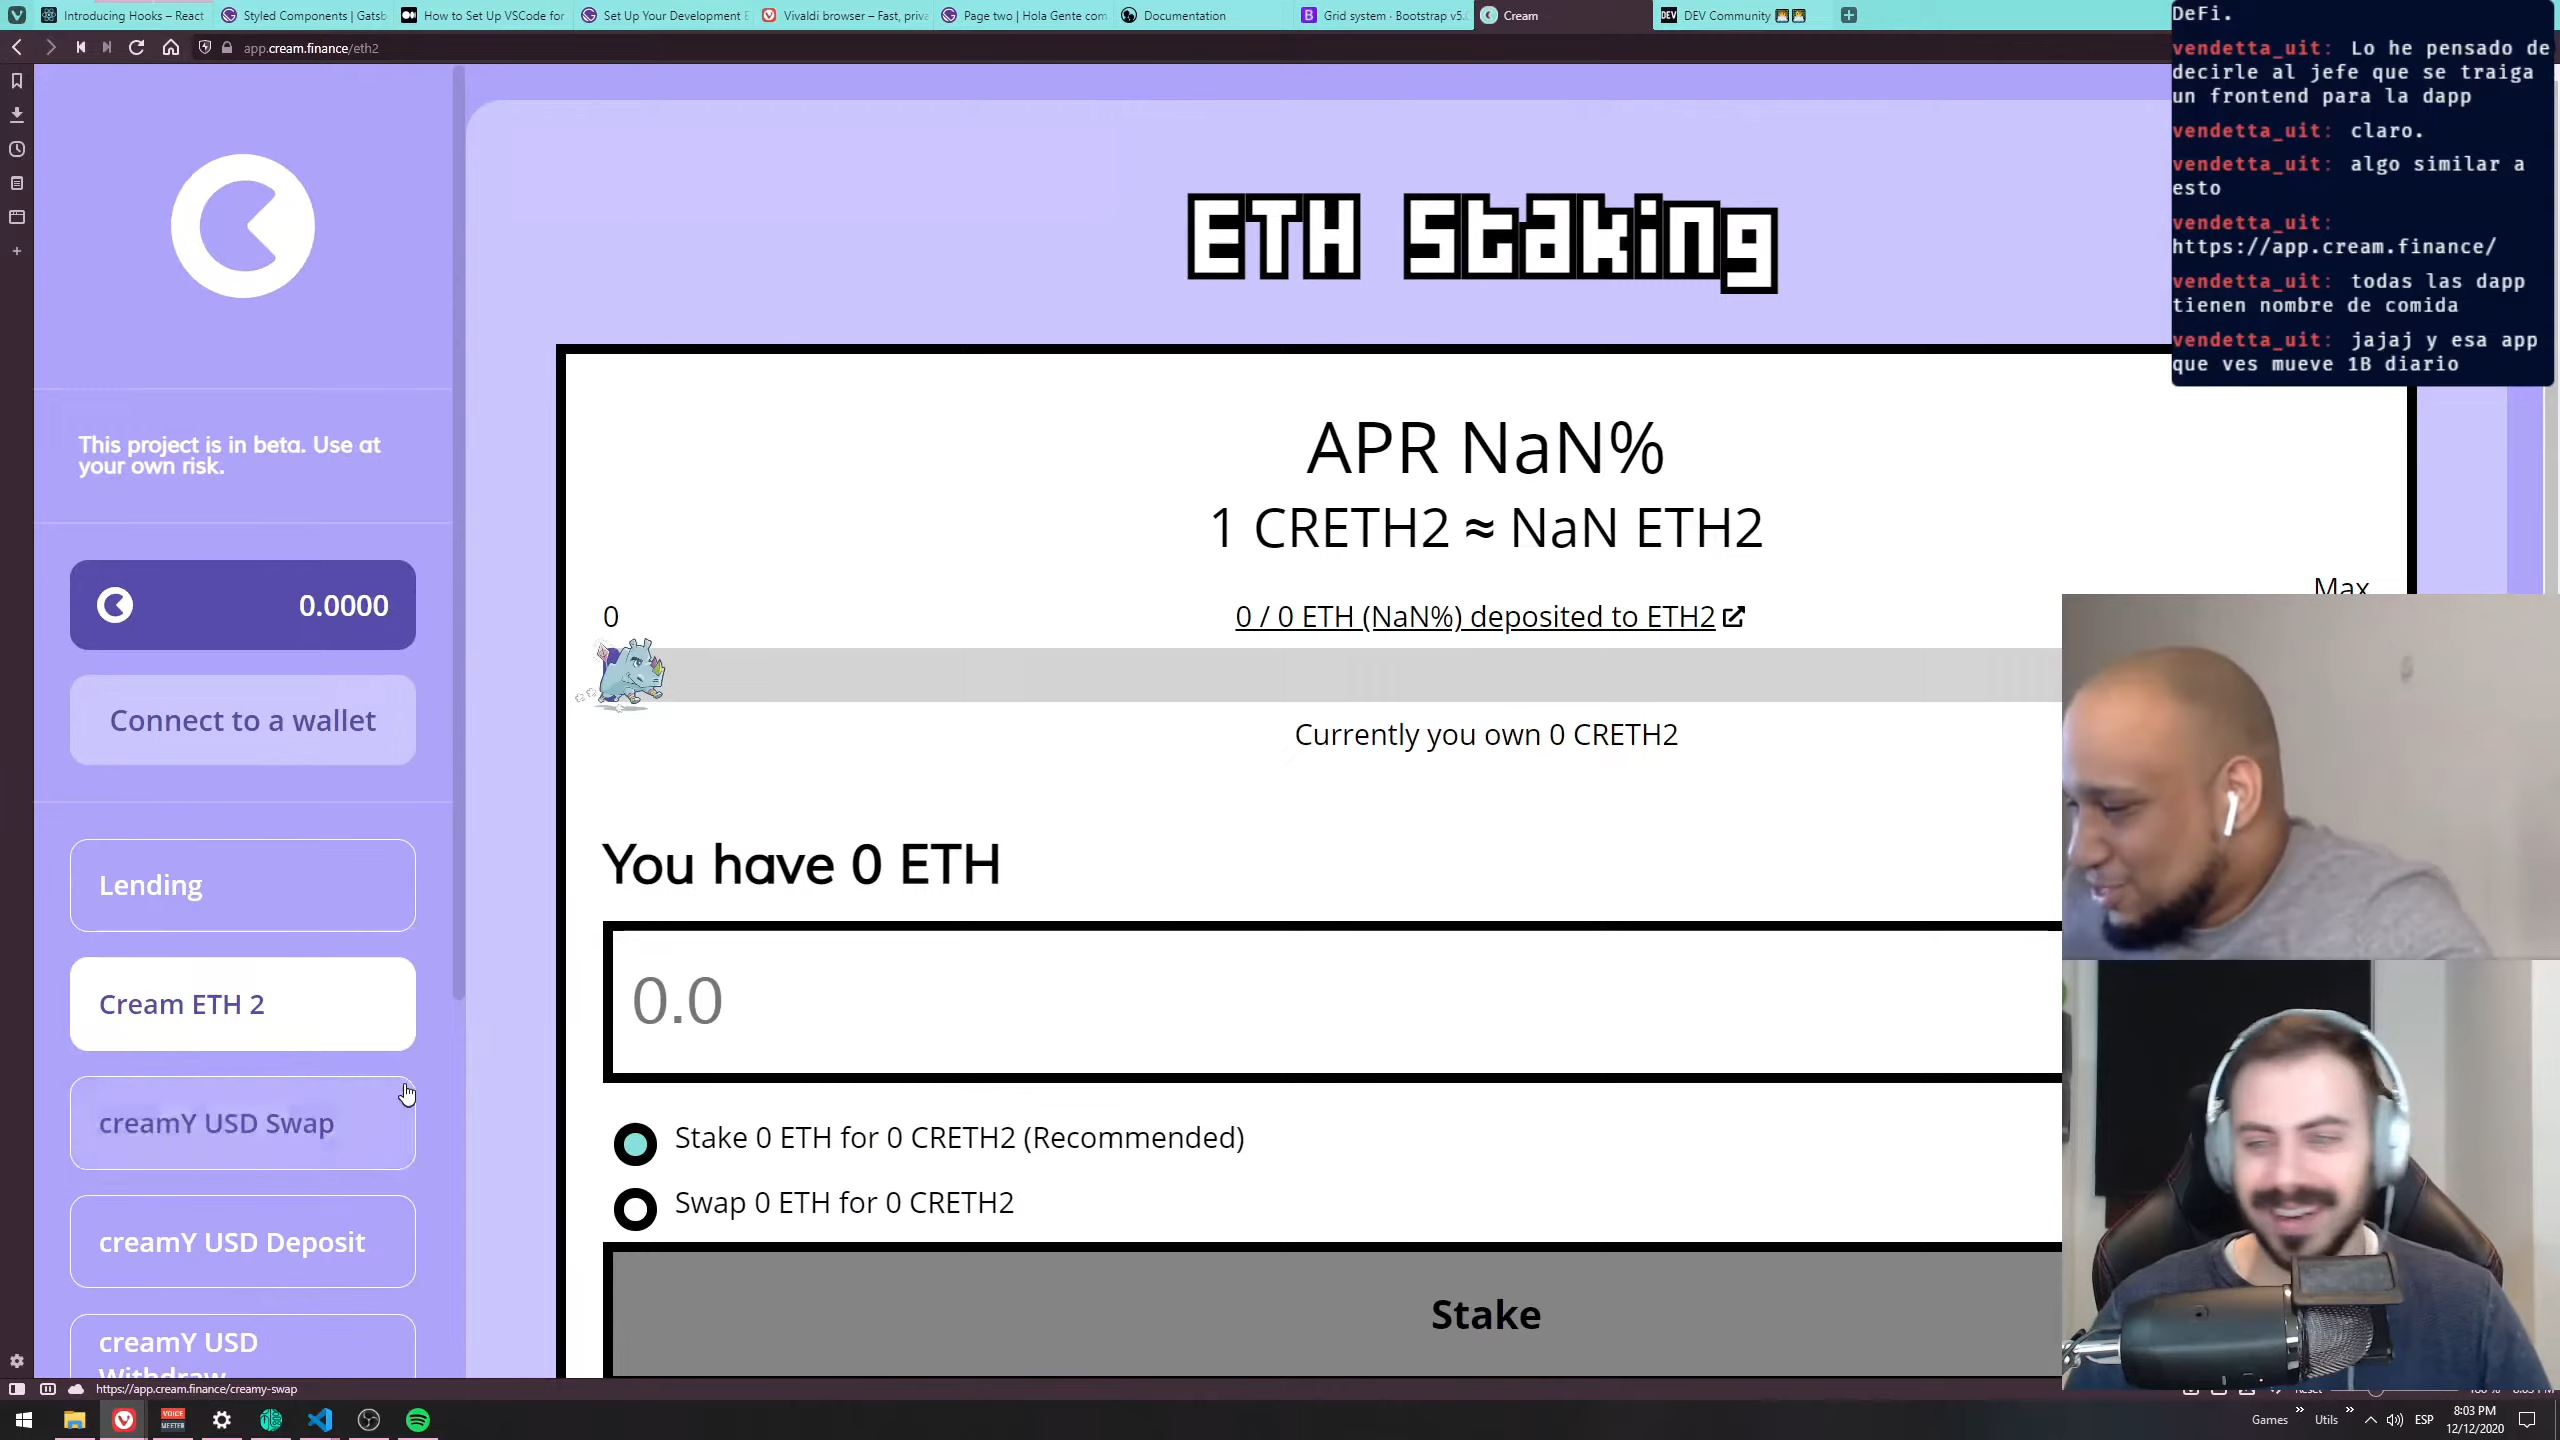 Introducing Hooks – React
Styled Components | Gatsb
How to Set Up VSCode for
Set Up Your Development E
Vivaldi browser – Fast, priva
Page two | Hola Gente com
Documentation
Grid system · Bootstrap v5.
Cream
DEV Community
app.cream.finance/eth2
DeFi.
vendetta_uit: Lo he pensado de
decirle al jefe que se traiga
un frontend para la dapp
vendetta_uit: claro.
vendetta_uit: algo similar a
esto
vendetta_uit:
https://app.cream.finance/
vendetta_uit: todas las dapp
tienen nombre de comida
vendetta_uit: jajaj y esa app
que ves mueve 1B diario
This project is in beta. Use at
your own risk.
0.0000
Connect to a wallet
Lending
Cream ETH 2
creamY USD Swap
creamY USD Deposit
creamY USD
Withdraw
ETH Staking
APR NaN%
1 CRETH2 ≈ NaN ETH2
Max
0
0 / 0 ETH (NaN%) deposited to ETH2
Currently you own 0 CRETH2
You have 0 ETH
0.0
Stake 0 ETH for 0 CRETH2 (Recommended)
Swap 0 ETH for 0 CRETH2
Stake
https://app.cream.finance/creamy-swap
Reset
VOICE
MEETER
Games
Utils
ESP
8:03 PM
12/12/2020